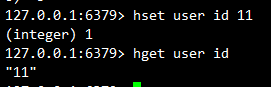 127.0.0.1:6379> hset user id 11
(integer) 1
127.0.0.1:6379> hget user id
"11"